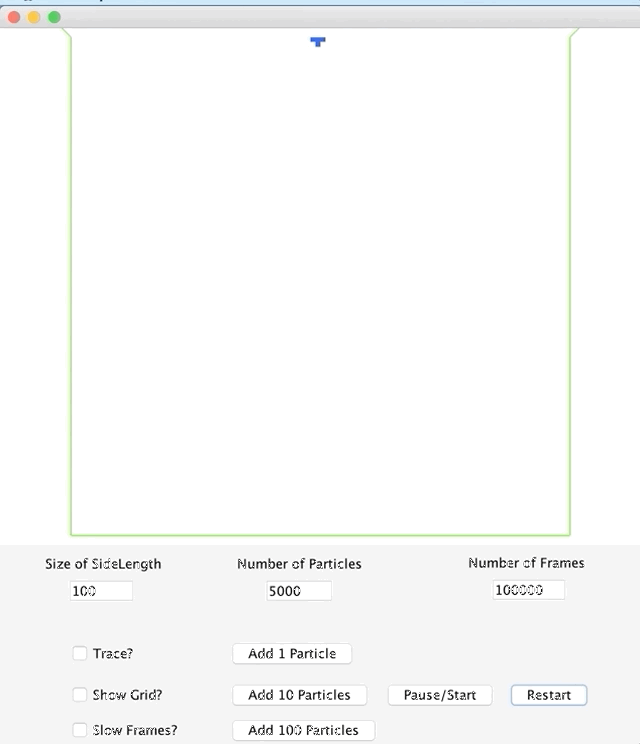 Size of SideLength Number of Particles Number of Frames
100 5000 100000
Trace? Add 1 Particle
Show Grid? Add 10 Particles Pause/Start Restart
Slow Frames? Add 100 Particles